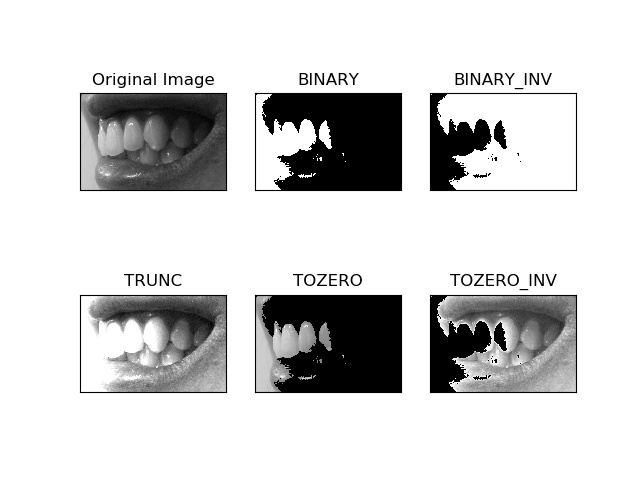 Original Image
BINARY
BINARY_INV
TRUNC
TOZERO
TOZERO_INV